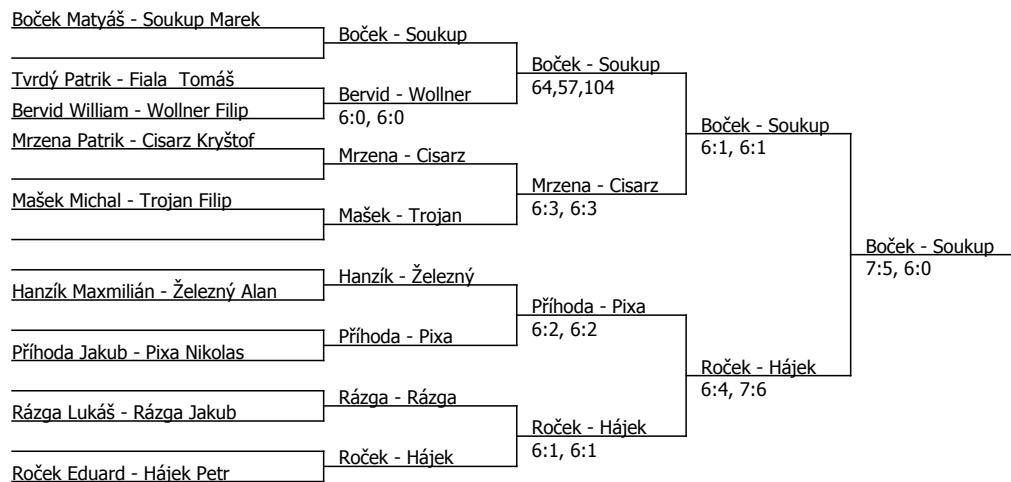 Boček Matyáš - Soukup Marek
Boček - Soukup
Boček - Soukup
64,57,104
Tvrdý Patrik - Fiala  Tomáš
Bervid - Wollner
6:0, 6:0
Bervid William - Wollner Filip
Boček - Soukup
6:1, 6:1
Mrzena Patrik - Cisarz Kryštof
Mrzena - Cisarz
Mrzena - Cisarz
6:3, 6:3
Mašek Michal - Trojan Filip
Mašek - Trojan
Boček - Soukup
7:5, 6:0
Hanzík - Železný
Hanzík Maxmilián - Železný Alan
Příhoda - Pixa
6:2, 6:2
Příhoda - Pixa
Příhoda Jakub - Pixa Nikolas
Roček - Hájek
6:4, 7:6
Rázga - Rázga
Rázga Lukáš - Rázga Jakub
Roček - Hájek
6:1, 6:1
Roček - Hájek
Roček Eduard - Hájek Petr